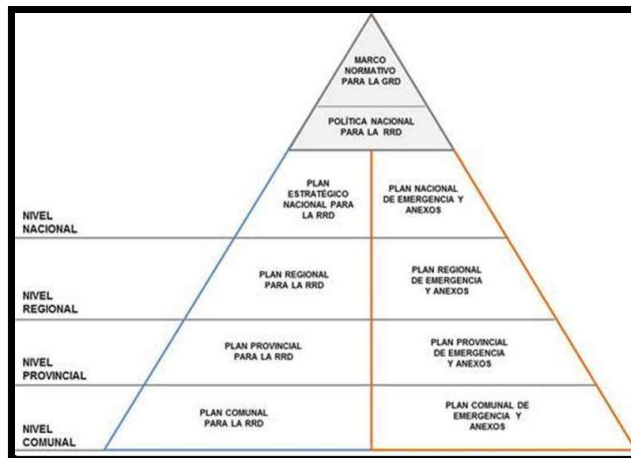 MARCO
NORMATIVO
PARA LA GRD
POLÍTICA NACIONAL
PARA LA RRD
NIVEL
NACIONAL
PLAN
ESTRATÉGICO
NACIONAL PARA
LA RRD
PLAN NACIONAL
DE EMERGENCIA Y
ANEXOS
NIVEL
REGIONAL
PLAN REGIONAL
PARA LA RRD
PLAN REGIONAL
DE EMERGENCIA
Y ANEXOS
NIVEL
PROVINCIAL
PLAN PROVINCIAL
PARA LA RRD
PLAN PROVINCIAL
DE EMERGENCIA
Y ANEXOS
NIVEL
COMUNAL
PLAN COMUNAL
PARA LA RRD
PLAN COMUNAL DE
EMERGENCIA Y
ANEXOS